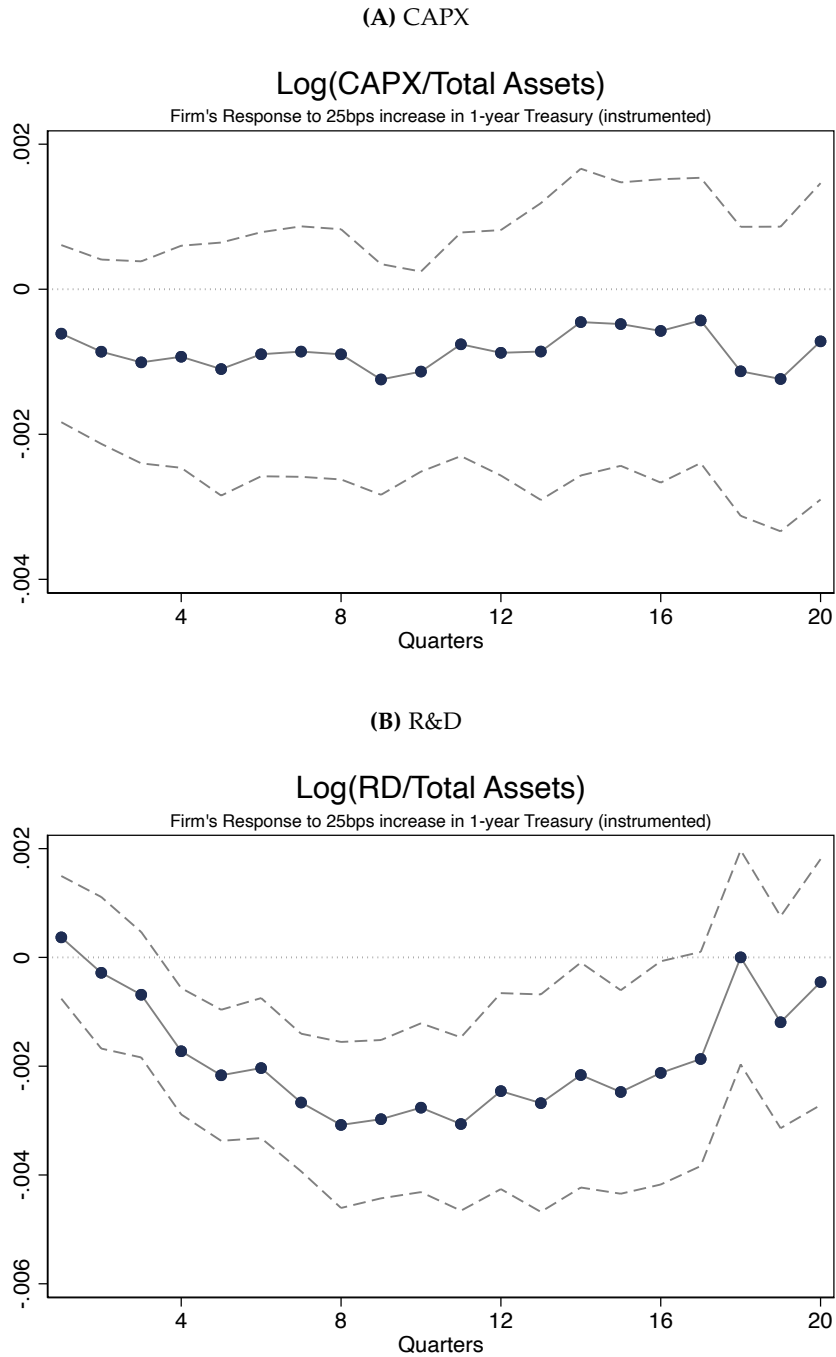 (A) CAPX
Log(CAPX/Total Assets)
Firm's Response to 25bps increase in 1-year Treasury (instrumented)
.002
0
-.002
-.004
4 8 12 16 20
Quarters
(B) R&D
Log(RD/Total Assets)
Firm's Response to 25bps increase in 1-year Treasury (instrumented)
.002
0
-.002
-.004
-.006
4 8 12 16 20
Quarters